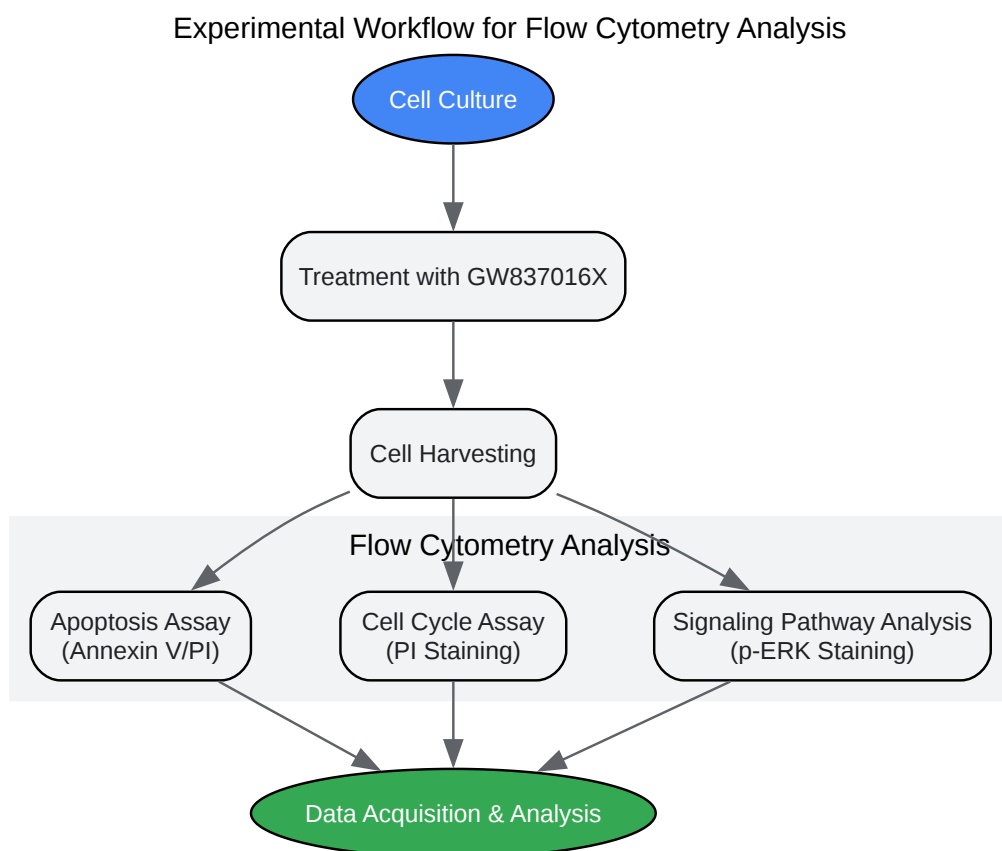 Experimental Workflow for Flow Cytometry Analysis
Cell Culture
Treatment with GW837016X
Cell Harvesting
Flow Cytometry Analysis
Apoptosis Assay
(Annexin V/PI)
Cell Cycle Assay
(PI Staining)
Signaling Pathway Analysis
(p-ERK Staining)
Data Acquisition & Analysis